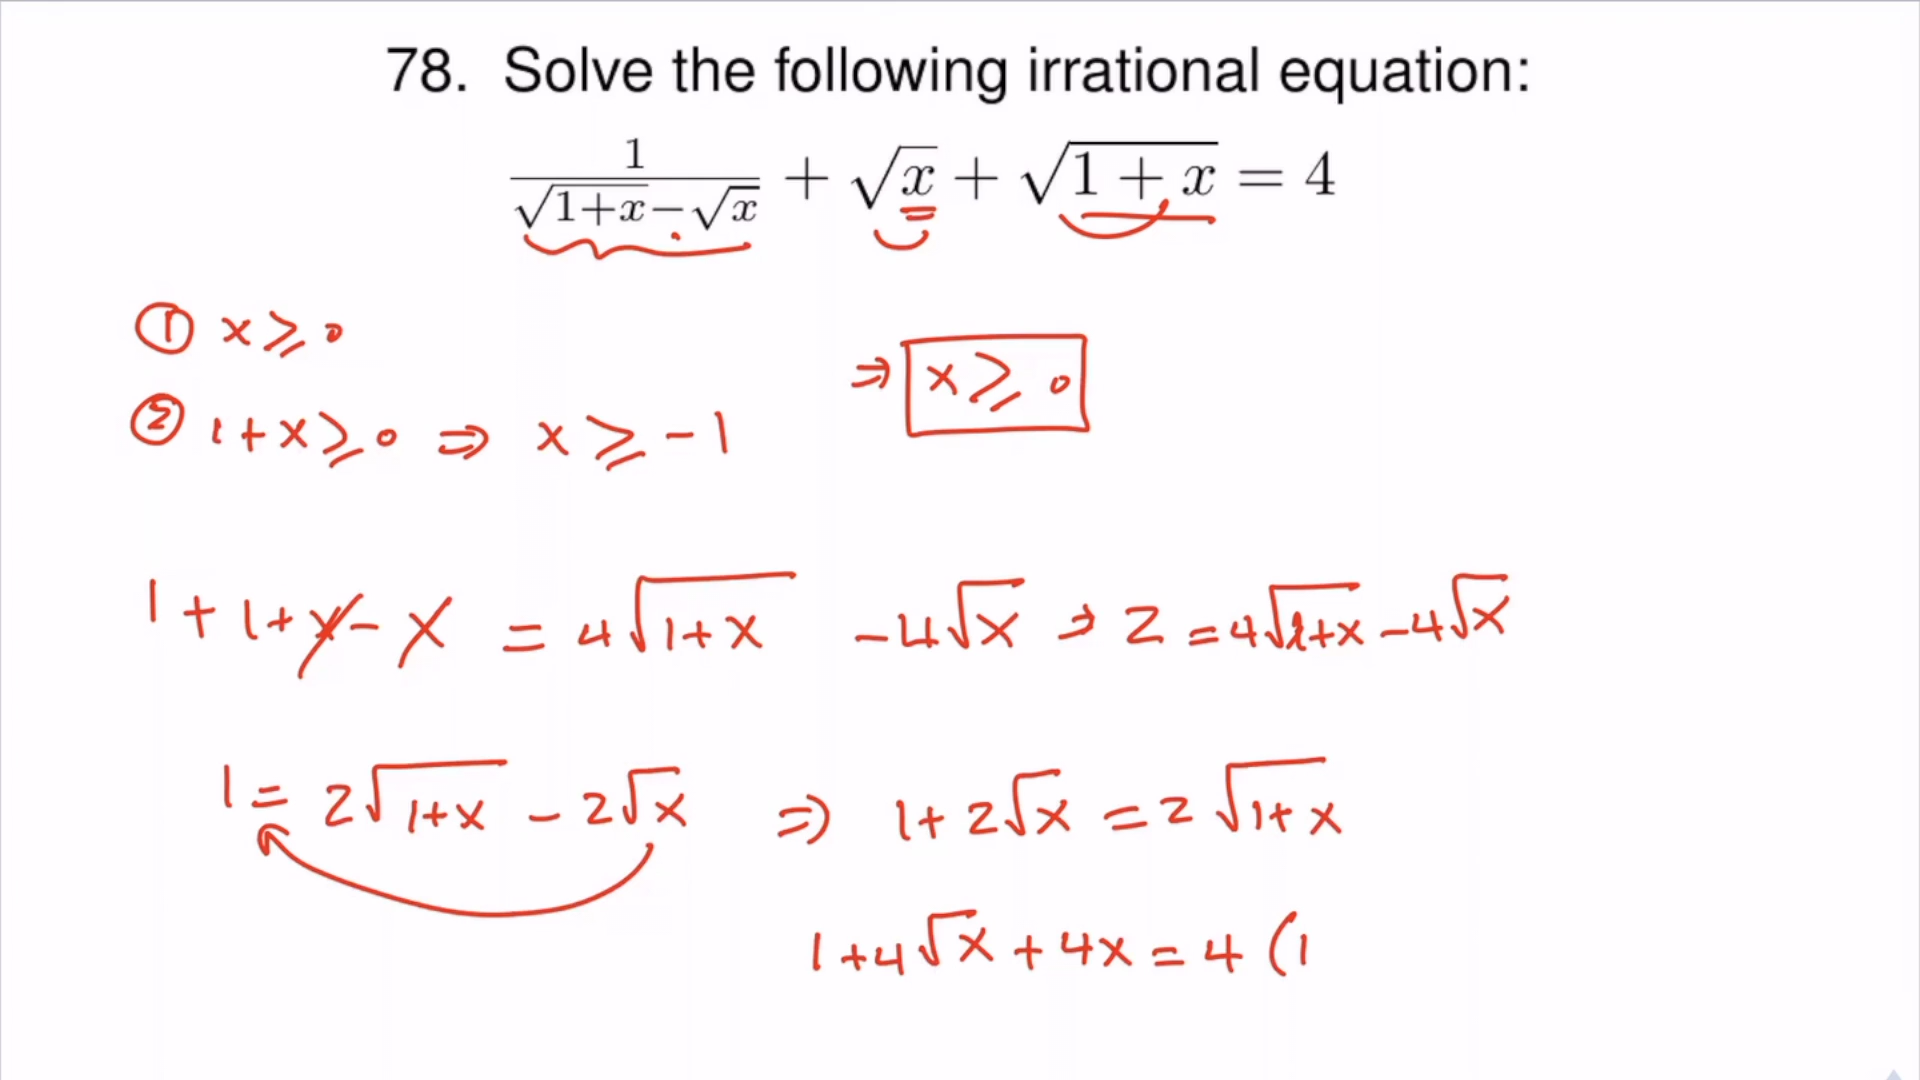 78. Solve the following irrational equation:
1/(√(1+x)−√x) + √x + √(1 + x) = 4
① x ≥ 0
⇒ x ≥ 0
② 1+x ≥ 0 ⇒ x ≥ −1
1 + 1+x − x = 4√(1+x) −4√x ⇒ 2 = 4√(1+x) −4√x
1 = 2√(1+x) − 2√x ⇒ 1+2√x = 2√(1+x)
1+4√x + 4x = 4 (1